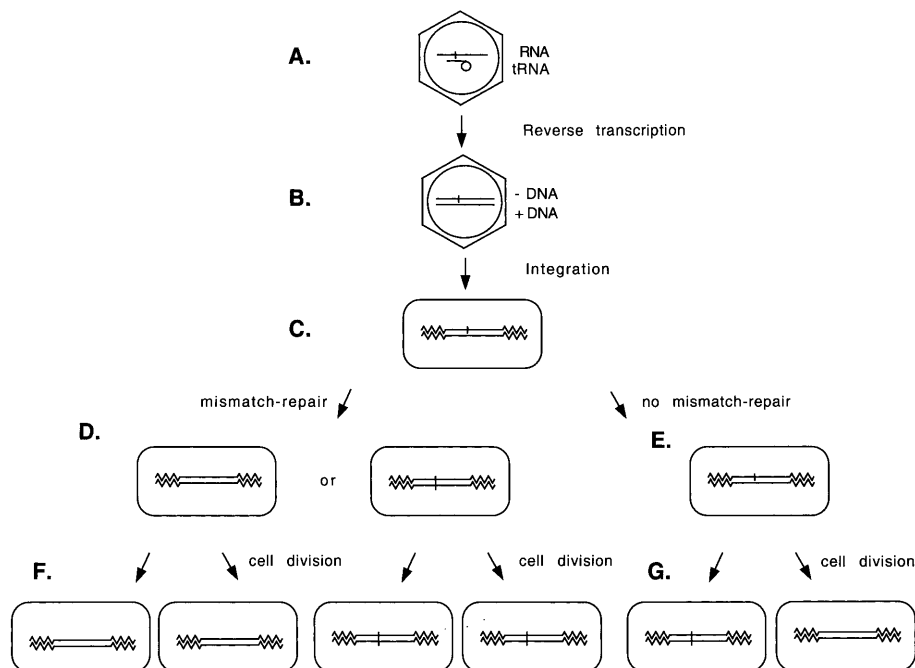 A.
RNA
tRNA
Reverse transcription
B.
- DNA
+ DNA
Integration
C.
mismatch-repair
no mismatch-repair
D.
E.
or
F.
cell division
cell division
G.
cell division